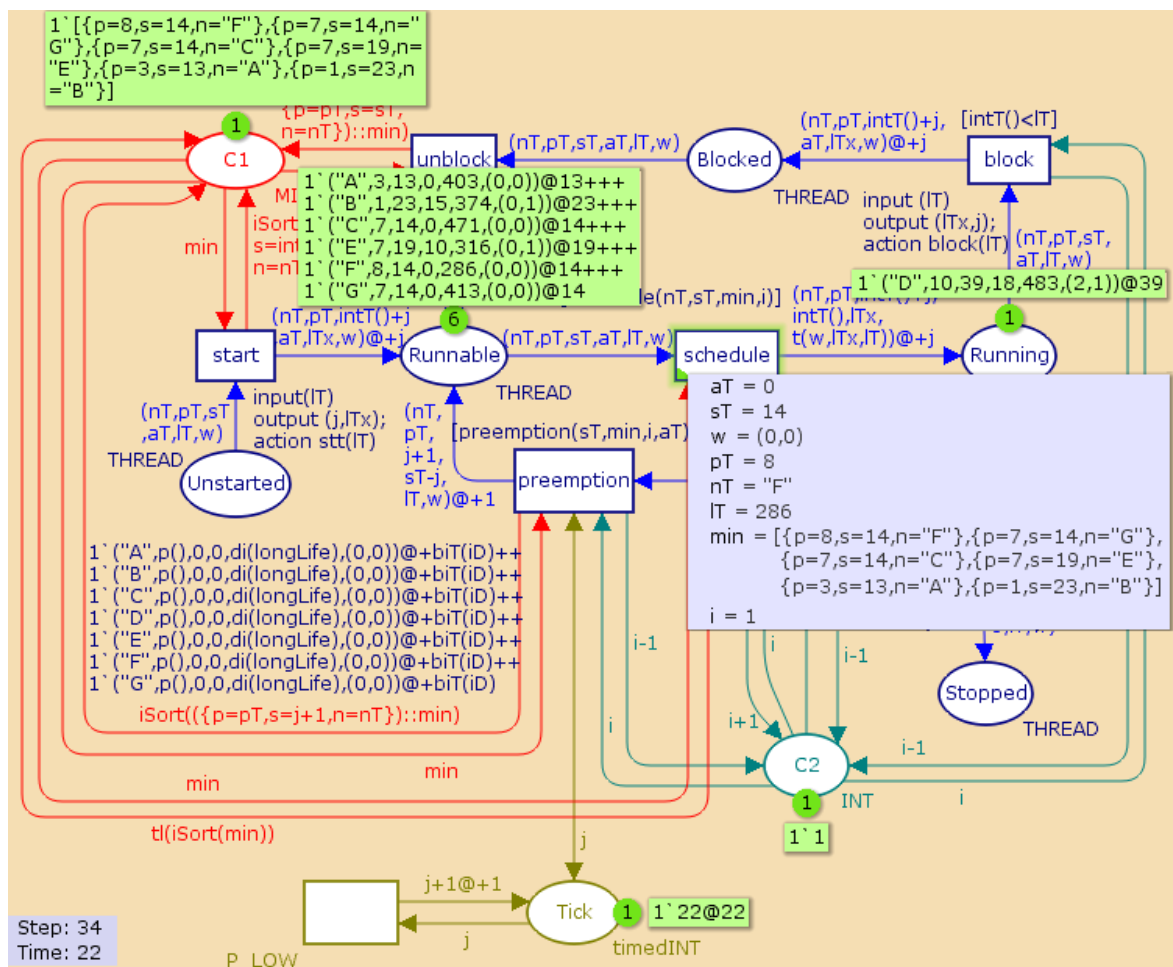 1`[{p=8,s=14,n="F"},{p=7,s=14,n="
G"},{p=7,s=14,n="C"},{p=7,s=19,n=
"E"},{p=3,s=13,n="A"},{p=1,s=23,n
="B"}]
1
C1
{p=pT,s=sT,
n=nT})::min)
unblock
(nT,pT,sT,aT,lT,w)
Blocked
THREAD
(nT,pT,intT()+j,
aT,lTx,w)@+j
[intT()<lT]
block
input (lT)
output (lTx,j);
action block(lT)
(nT,pT,sT,
aT,lT,w)
1`("A",3,13,0,403,(0,0))@13+++
1`("B",1,23,15,374,(0,1))@23+++
1`("C",7,14,0,471,(0,0))@14+++
1`("E",7,19,10,316,(0,1))@19+++
1`("F",8,14,0,286,(0,0))@14+++
1`("G",7,14,0,413,(0,0))@14
min
iSort
s=int
n=nT
1`("D",10,39,18,483,(2,1))@39
(nT,sT,min,i)]
(nT,pT,intT()+j
,aT,lTx,w)@+j
6
(nT,pT,sT,aT,lT,w)
intT(),lTx,
t(w,lTx,lT))@+j
1
start
Runnable
THREAD
schedule
Running
THREAD
(nT,pT,sT
,aT,lT,w)
input(lT)
output (j,lTx);
action stt(lT)
THREAD
Unstarted
(nT,
pT,
j+1,
sT-j,
lT,w)@+1
[preemption(sT,min,i,aT)
preemption
aT = 0
sT = 14
w = (0,0)
pT = 8
nT = "F"
lT = 286
min = [{p=8,s=14,n="F"},{p=7,s=14,n="G"},
{p=7,s=14,n="C"},{p=7,s=19,n="E"},
{p=3,s=13,n="A"},{p=1,s=23,n="B"}]
i = 1
1`("A",p(),0,0,di(longLife),(0,0))@+biT(iD)++
1`("B",p(),0,0,di(longLife),(0,0))@+biT(iD)++
1`("C",p(),0,0,di(longLife),(0,0))@+biT(iD)++
1`("D",p(),0,0,di(longLife),(0,0))@+biT(iD)++
1`("E",p(),0,0,di(longLife),(0,0))@+biT(iD)++
1`("F",p(),0,0,di(longLife),(0,0))@+biT(iD)++
1`("G",p(),0,0,di(longLife),(0,0))@+biT(iD)
i-1
i
i-1
Stopped
THREAD
iSort(({p=pT,s=j+1,n=nT})::min)
i
i+1
C2
i-1
i
INT
1
1`1
min
min
tl(iSort(min))
j
j+1@+1
j
Tick
1
1`22@22
timedINT
P_LOW
Step: 34
Time: 22